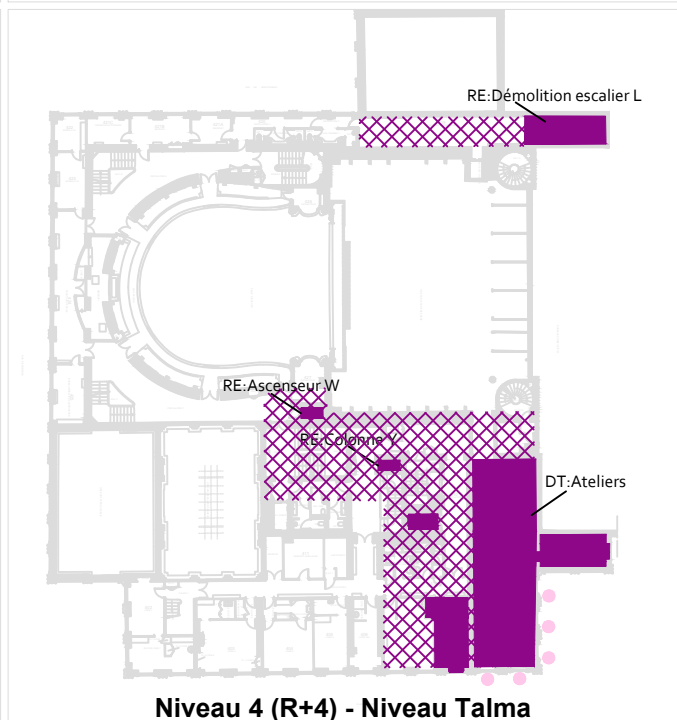 RE:Démolition escalier L
RE:Ascenseur W
RE:Colonne Y
DT:Ateliers
Niveau 4 (R+4) - Niveau Talma